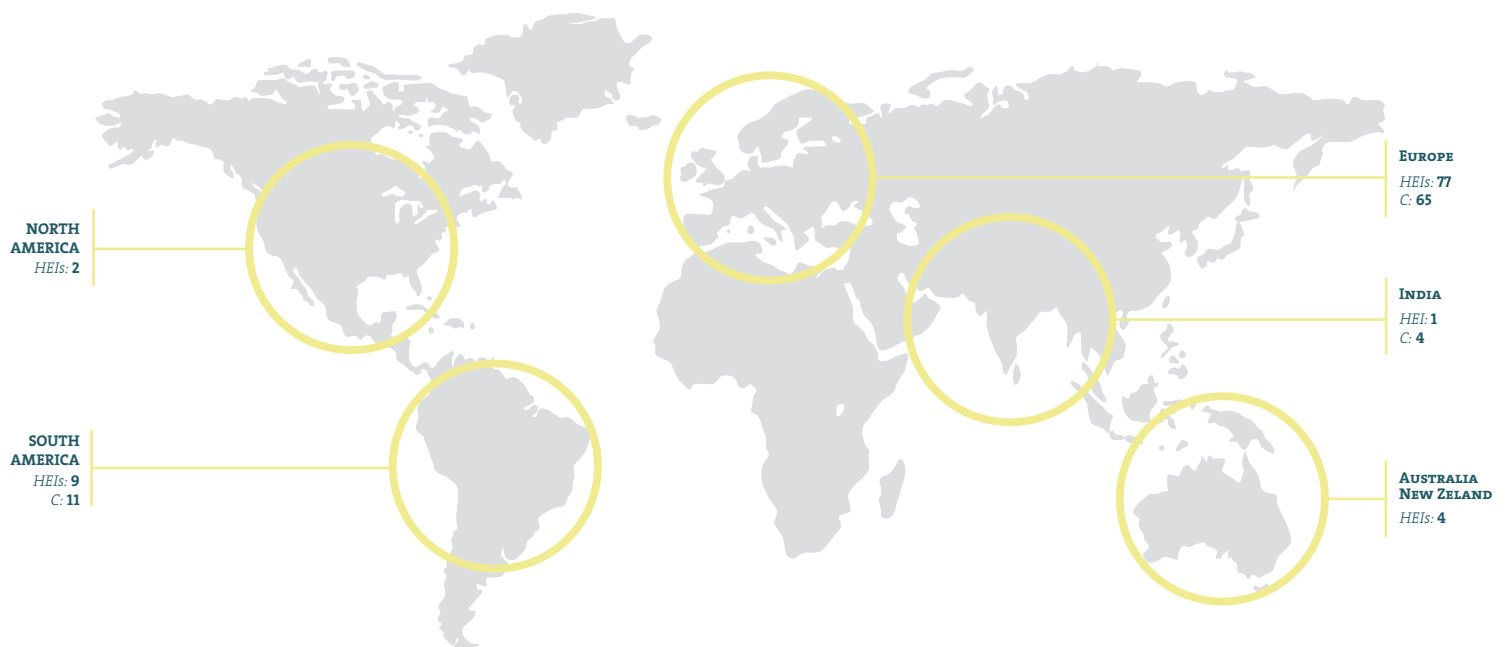 NORTH
AMERICA
HEIs: 2
SOUTH
AMERICA
HEIs: 9
C: 11
Europe
HEIs: 77
C: 65
India
HEI: 1
C: 4
Australia
New Zeland
HEIs: 4